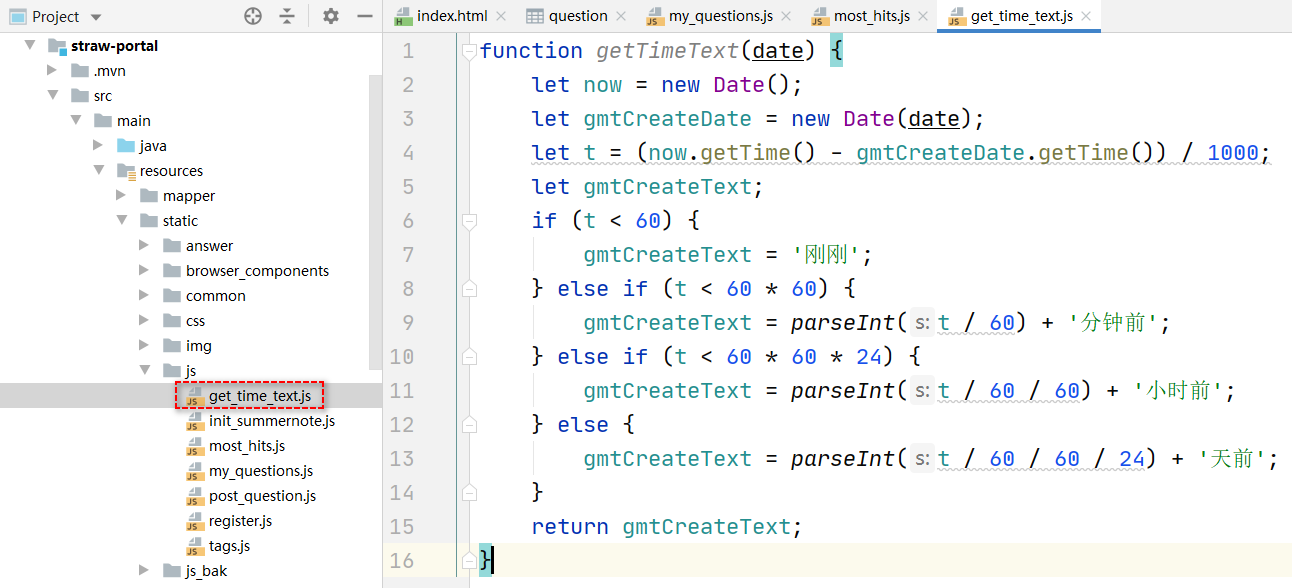 Project
straw-portal
.mvn
src
main
java
resources
mapper
static
answer
browser_components
common
css
img
js
get_time_text.js
init_summernote.js
most_hits.js
my_questions.js
post_question.js
register.js
tags.js
js_bak
index.html question my_questions.js most_hits.js get_time_text.js
1 function getTimeText(date) {
2 let now = new Date();
3 let gmtCreateDate = new Date(date);
4 let t = (now.getTime() - gmtCreateDate.getTime()) / 1000;
5 let gmtCreateText;
6 if (t < 60) {
7 gmtCreateText = '刚刚';
8 } else if (t < 60 * 60) {
9 gmtCreateText = parseInt( s: t / 60) + '分钟前';
10 } else if (t < 60 * 60 * 24) {
11 gmtCreateText = parseInt( s: t / 60 / 60) + '小时前';
12 } else {
13 gmtCreateText = parseInt( s: t / 60 / 60 / 24) + '天前';
14 }
15 return gmtCreateText;
16 }